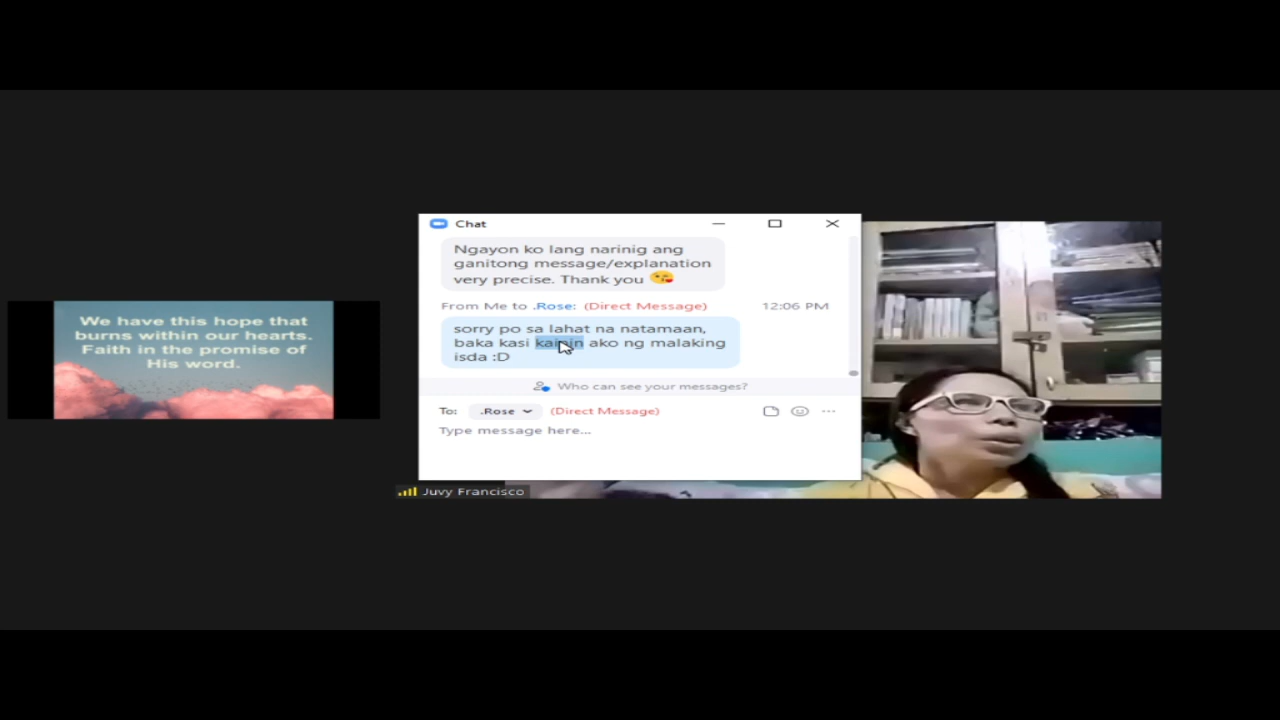 We have this hope that
burns within our hearts.
Faith in the promise of
His word.
Chat
Ngayon ko lang narinig ang
ganitong message/explanation
very precise. Thank you 😘
From Me to .Rose: (Direct Message) 12:06 PM
sorry po sa lahat na natamaan,
baka kasi kainin ako ng malaking
isda :D
Who can see your messages?
To: .Rose (Direct Message)
Type message here...
Juvy Francisco